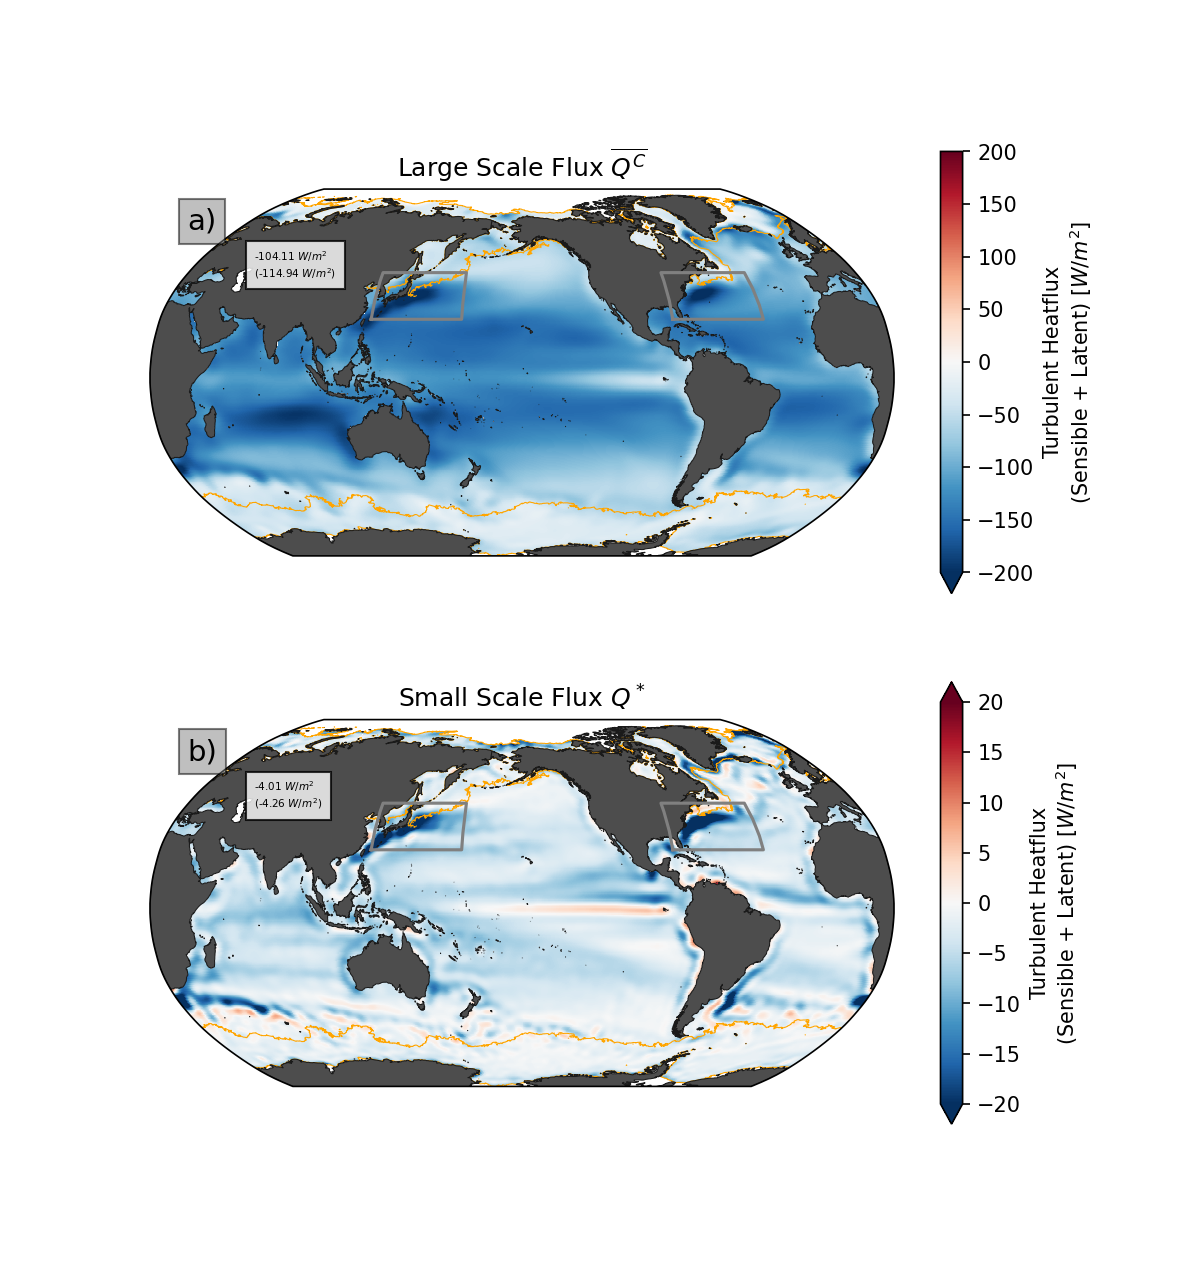 Large Scale Flux Q^C
a)
-104.11 W/m²
(-114.94 W/m²)
200
150
100
50
0
−50
−100
−150
−200
Turbulent Heatflux
(Sensible + Latent) [W/m²]
Small Scale Flux Q*
b)
-4.01 W/m²
(-4.26 W/m²)
20
15
10
5
0
−5
−10
−15
−20
Turbulent Heatflux
(Sensible + Latent) [W/m²]